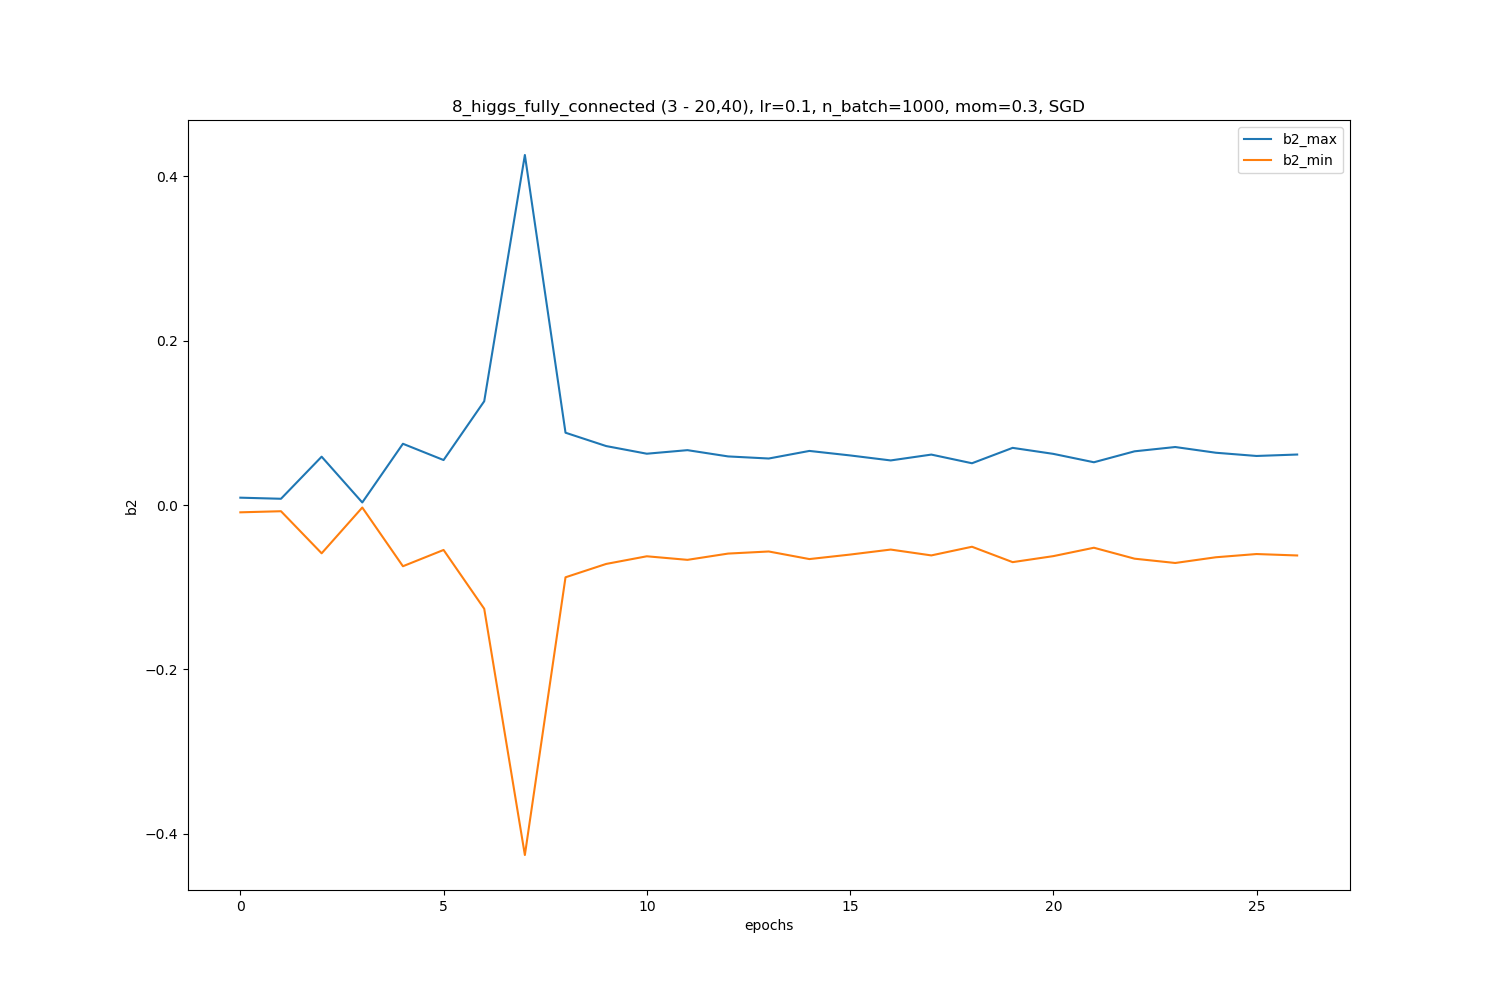 8_higgs_fully_connected (3 - 20,40), lr=0.1, n_batch=1000, mom=0.3, SGD
b2_max
b2_min
0.4
0.2
0.0
−0.2
−0.4
b2
0 5 10 15 20 25
epochs